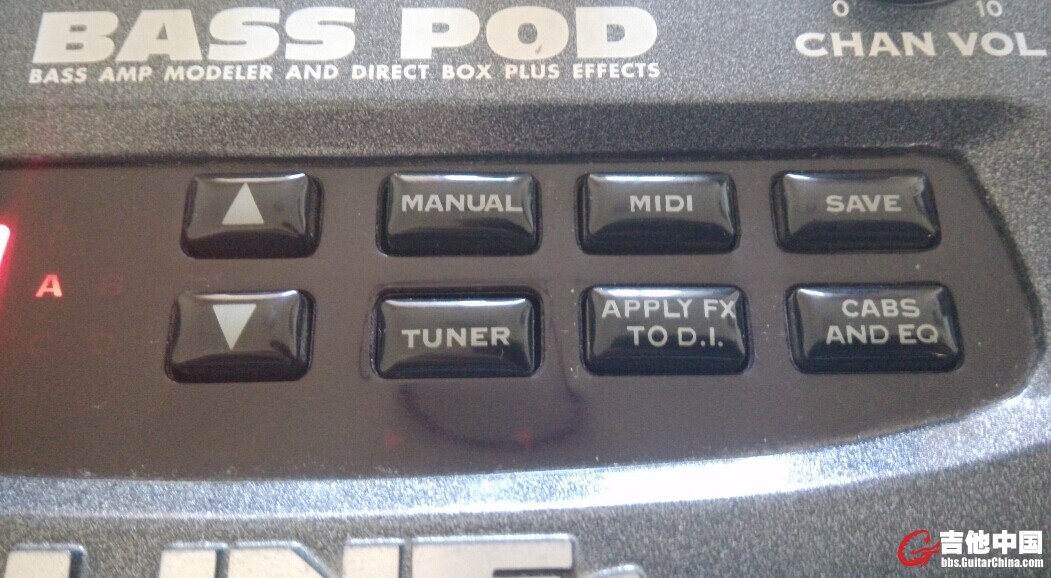 BASS POD
BASS AMP MODELER AND DIRECT BOX PLUS EFFECTS
0 10
CHAN VOL
MANUAL
MIDI
SAVE
A
TUNER
APPLY FX
TO D.I.
CABS
AND EQ
吉他中国
bbs.GuitarChina.com